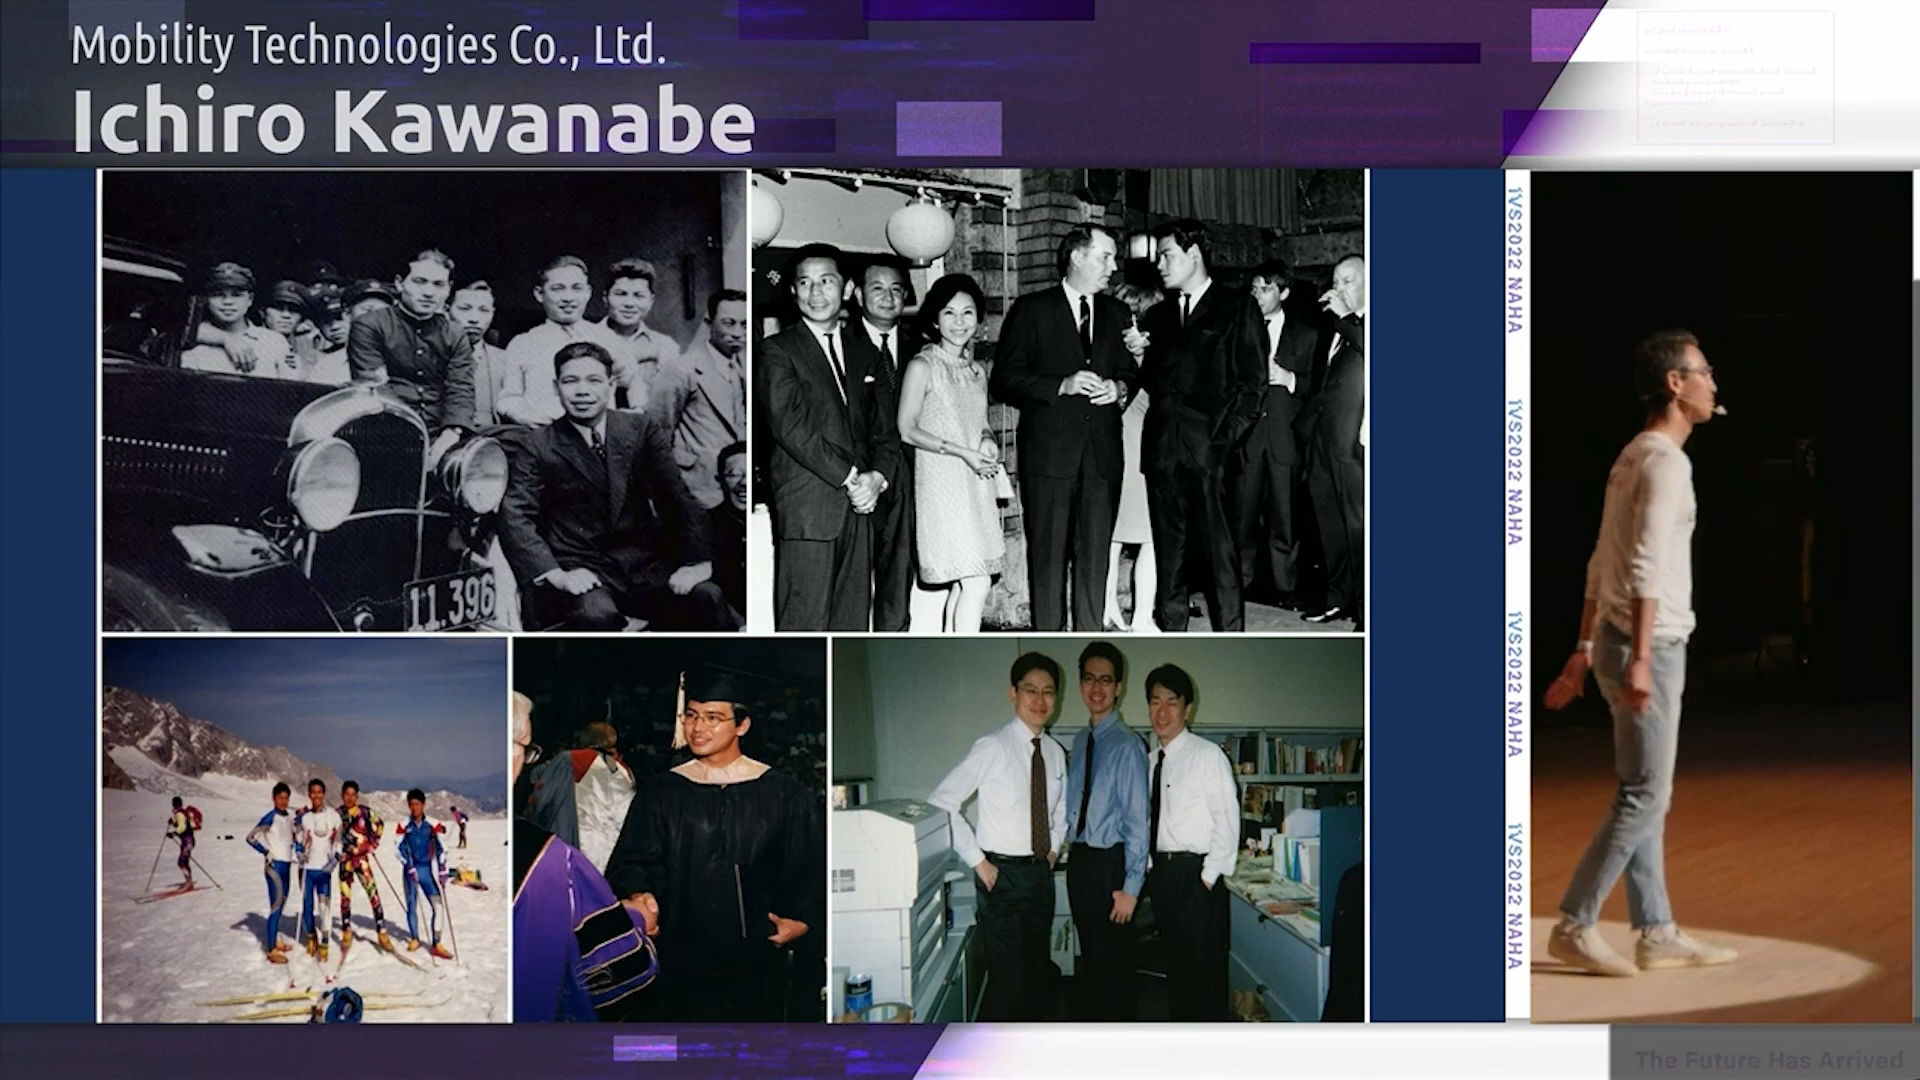 Mobility Technologies Co., Ltd.
Ichiro Kawanabe
11.396
IVS2022 NAHA
IVS2022 NAHA
IVS2022 NAHA
IVS2022 NAHA
The Future Has Arrived